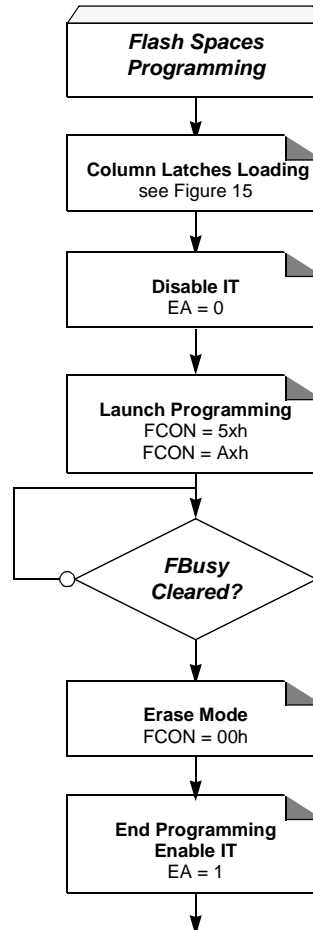 Flash Spaces
Programming
Column Latches Loading
see Figure 15
Disable IT
EA = 0
Launch Programming
FCON = 5xh
FCON = Axh
FBusy
Cleared?
Erase Mode
FCON = 00h
End Programming
Enable IT
EA = 1